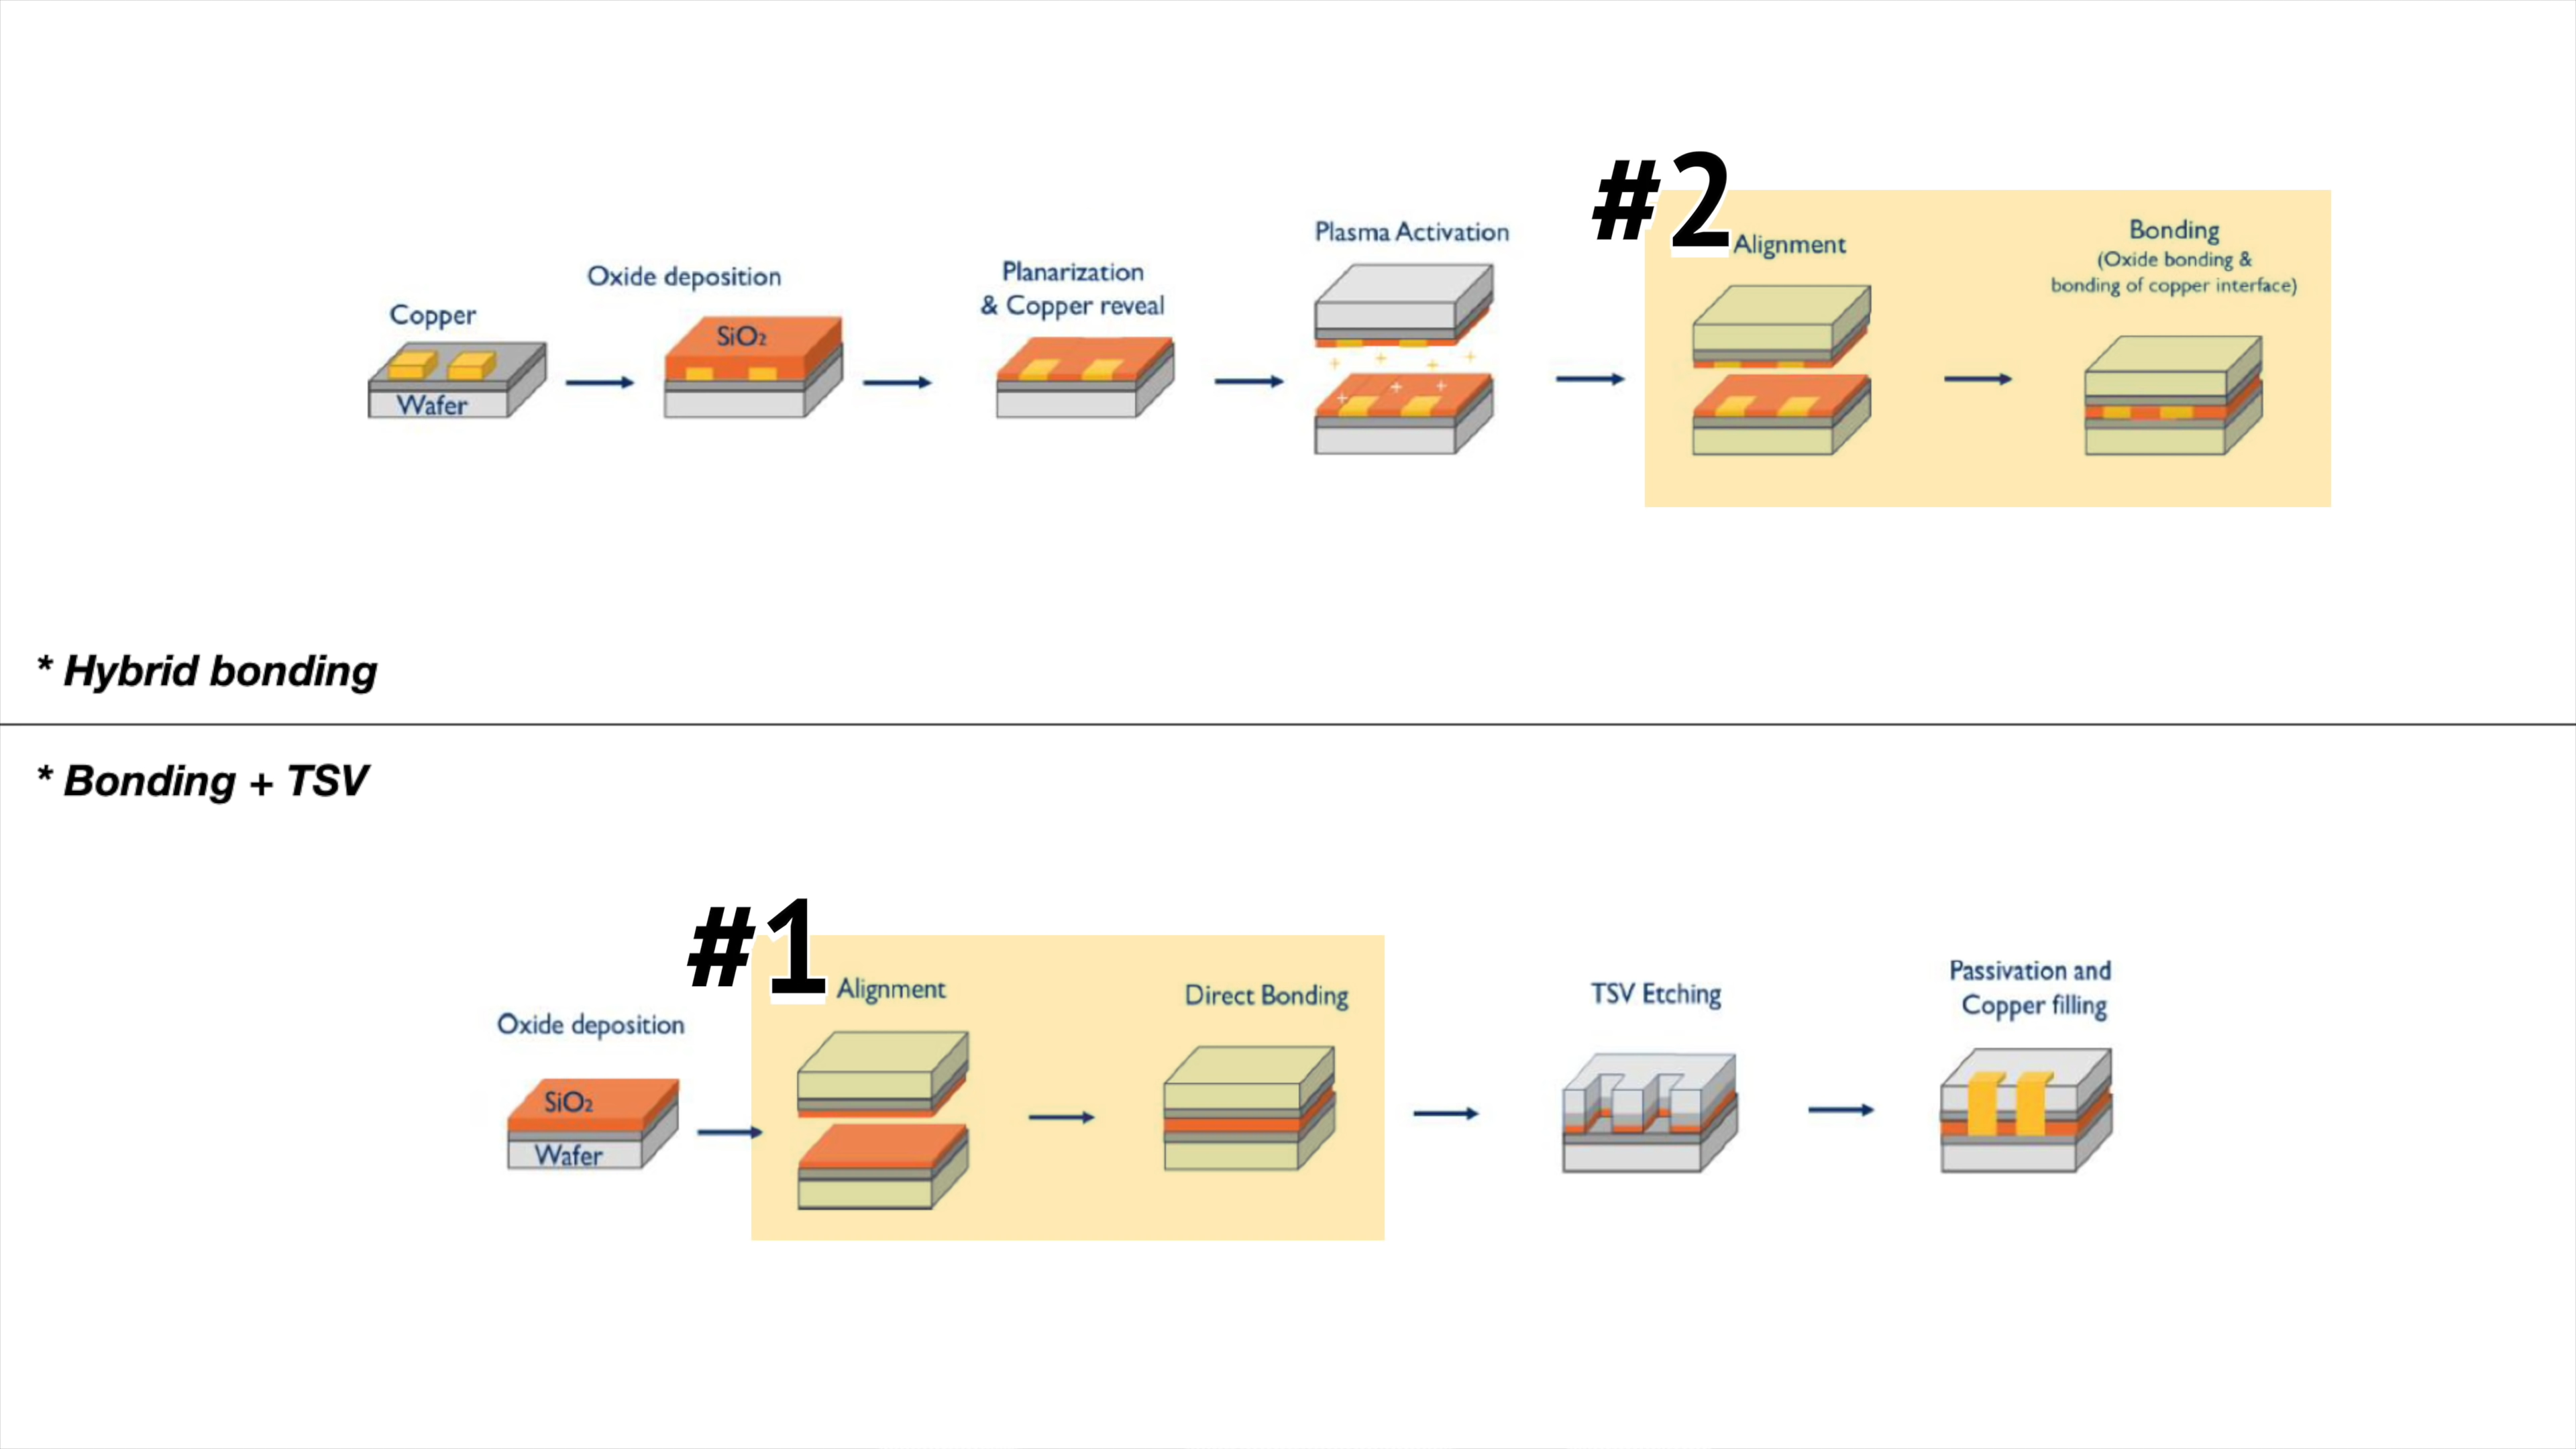 #2
Plasma Activation
Alignment
Bonding
(Oxide bonding &
bonding of copper interface)
Oxide deposition
Planarization
& Copper reveal
Copper
SiO₂
Wafer
* Hybrid bonding
* Bonding + TSV
#1
Alignment
Direct Bonding
TSV Etching
Passivation and
Copper filling
Oxide deposition
SiO₂
Wafer